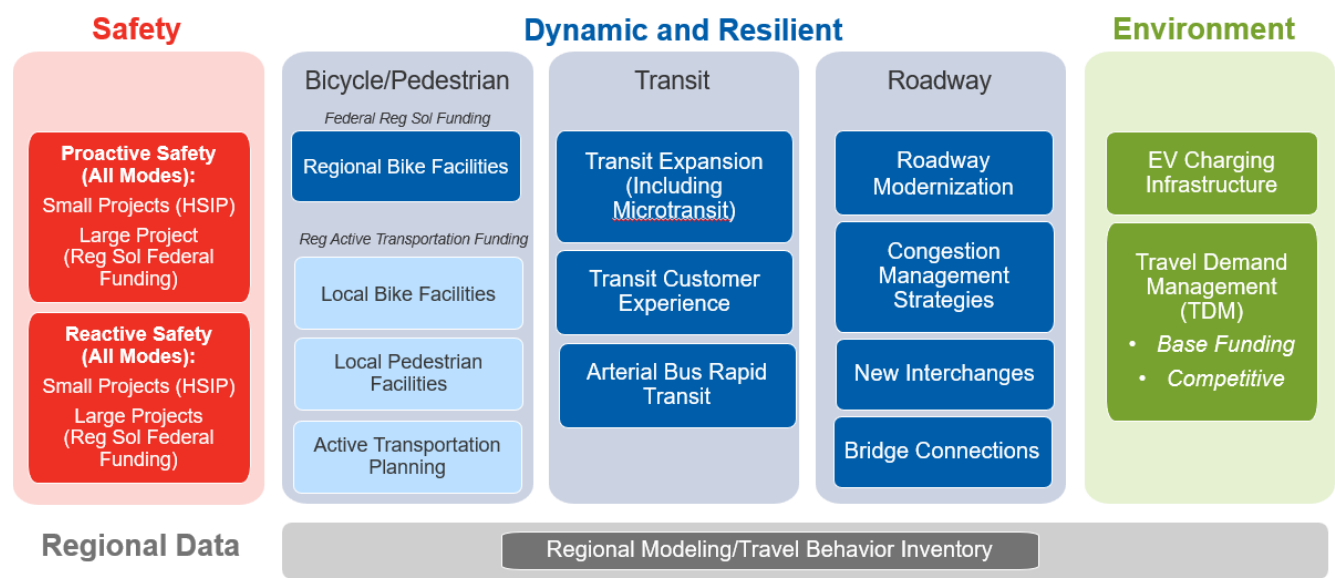 Safety
Proactive Safety
(All Modes):
Small Projects (HSIP)
Large Project
(Reg Sol Federal
Funding)
Reactive Safety
(All Modes):
Small Projects (HSIP)
Large Projects
(Reg Sol Federal
Funding)
Dynamic and Resilient
Bicycle/Pedestrian
Federal Reg Sol Funding
Regional Bike Facilities
Reg Active Transportation Funding
Local Bike Facilities
Local Pedestrian
Facilities
Active Transportation
Planning
Transit
Transit Expansion
(Including
Microtransit)
Transit Customer
Experience
Arterial Bus Rapid
Transit
Roadway
Roadway
Modernization
Congestion
Management
Strategies
New Interchanges
Bridge Connections
Environment
EV Charging
Infrastructure
Travel Demand
Management
(TDM)
• Base Funding
• Competitive
Regional Data
Regional Modeling/Travel Behavior Inventory